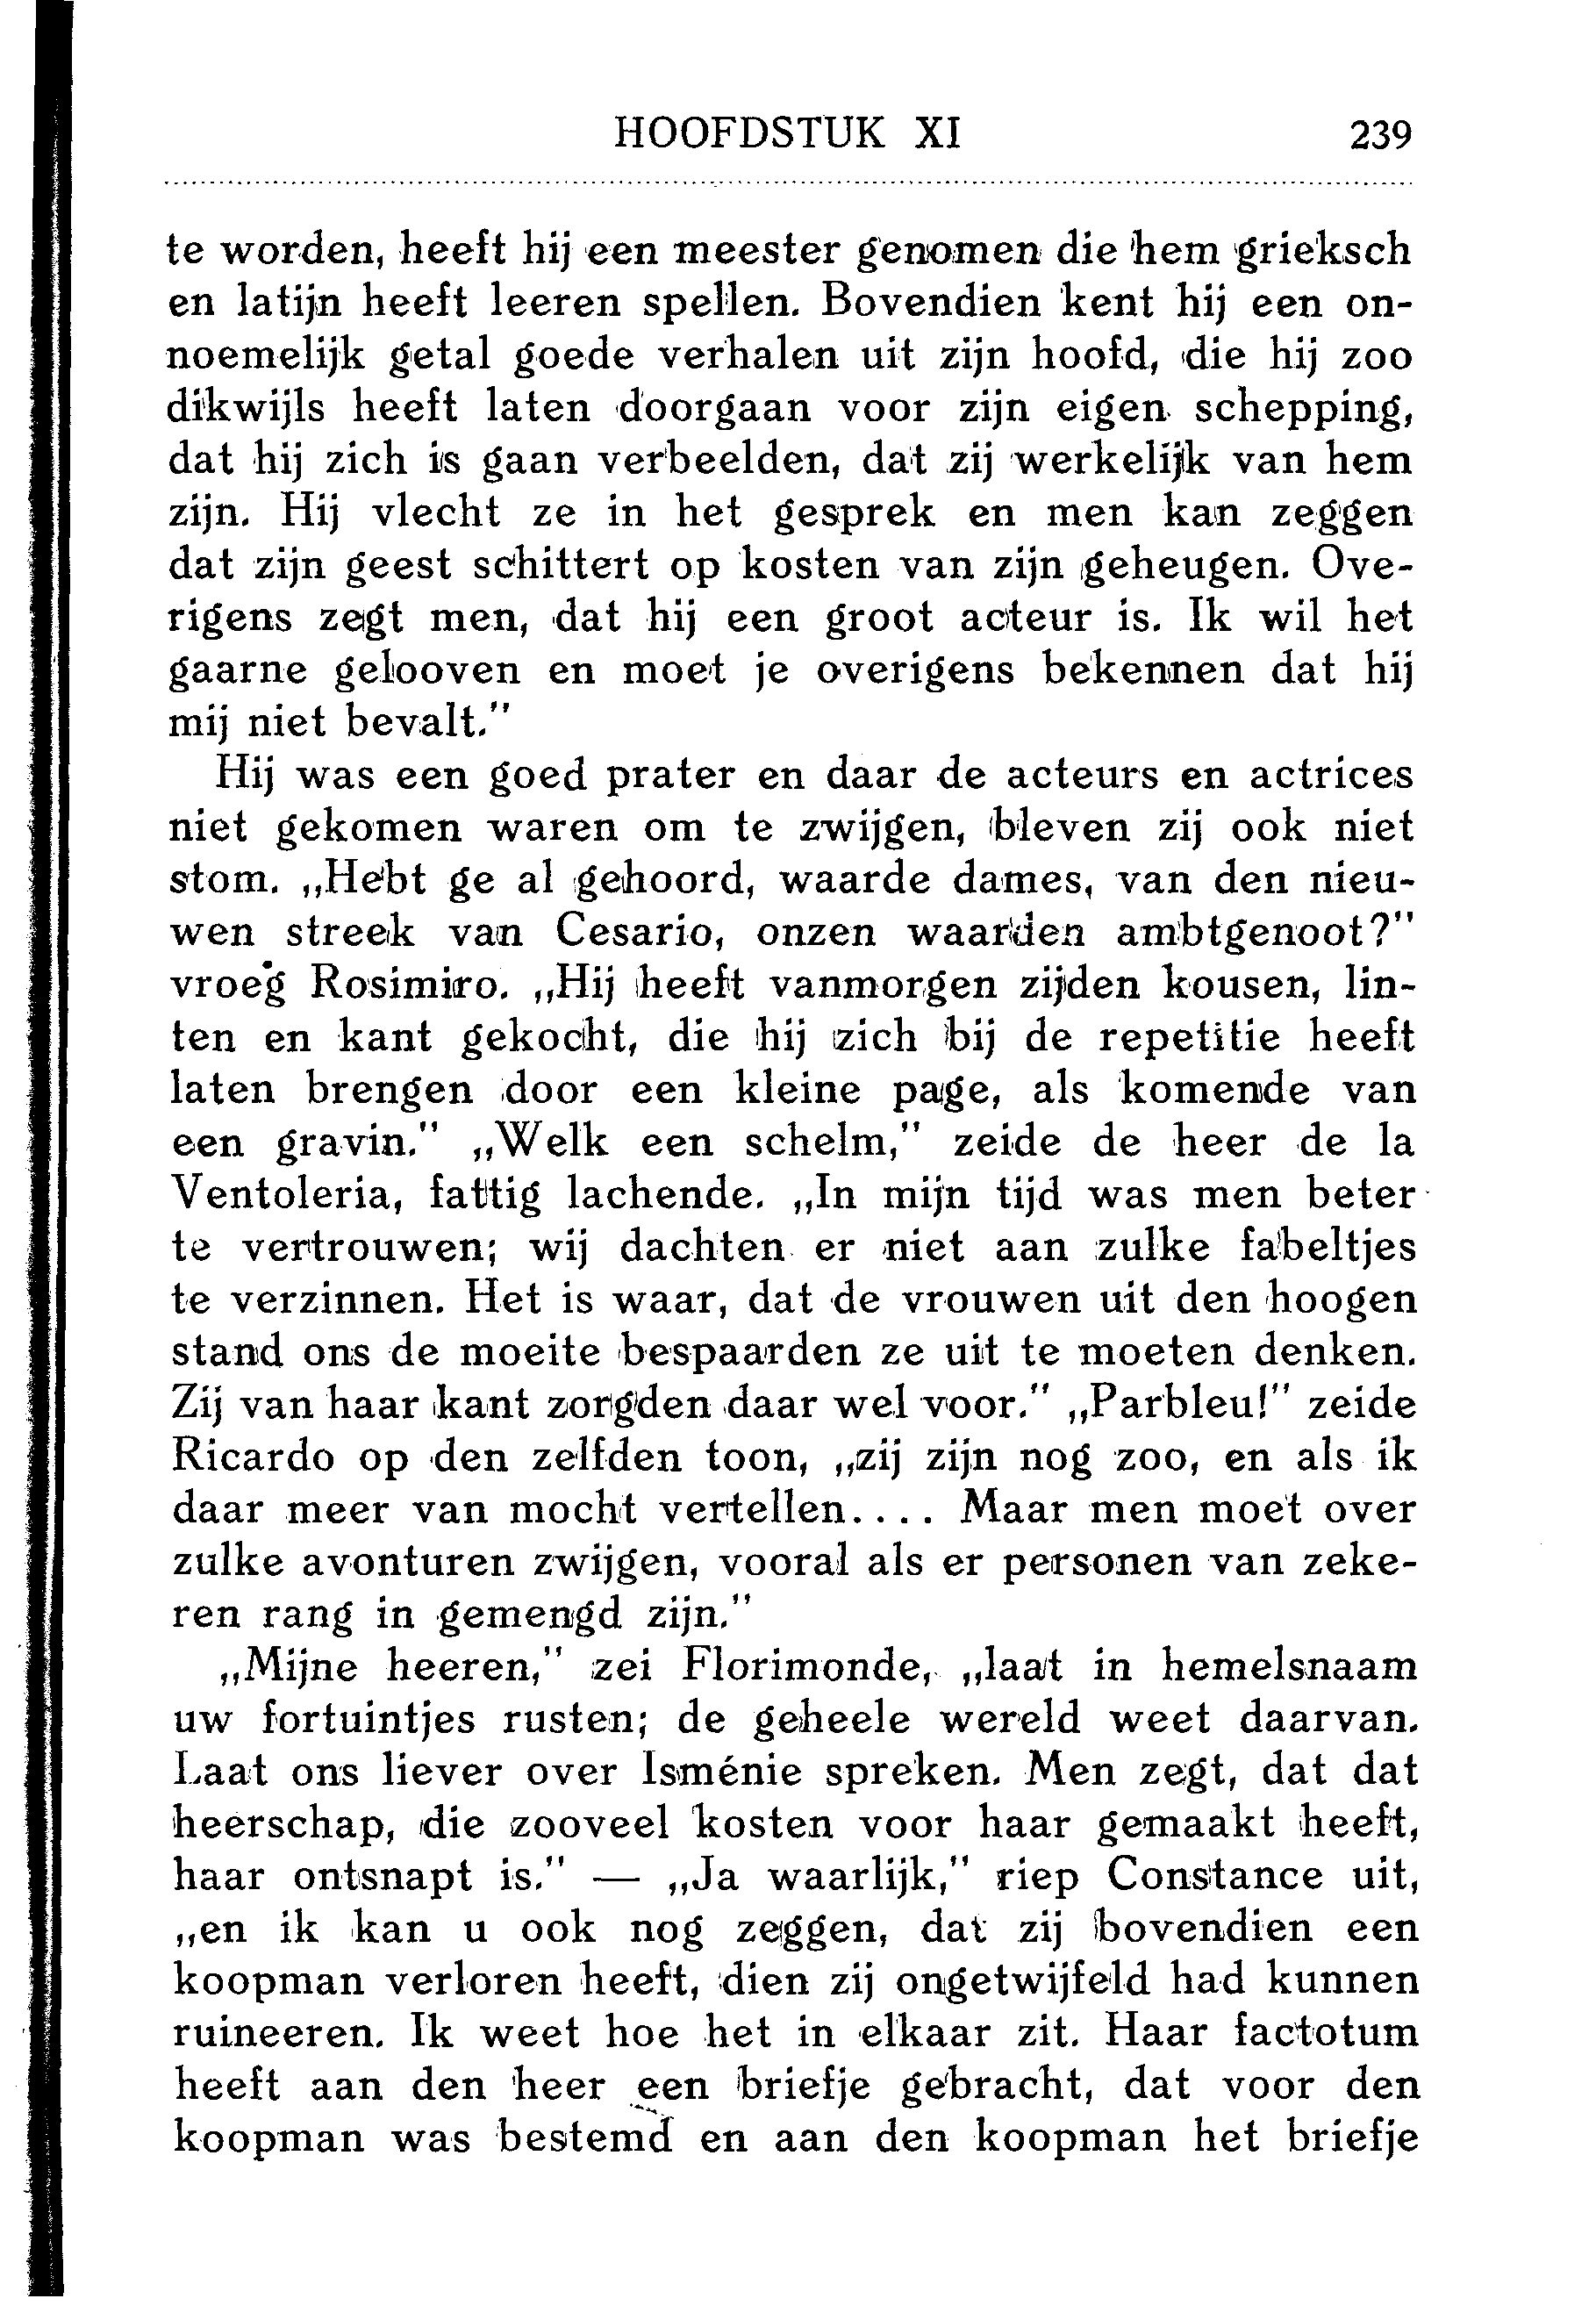 HOOFDSTUK XI 239
te worden, heeft hij een meester genomen die hem grieksch
en latijn heeft leeren spellen. Bovendien kent hij een on-
noemelijk getal goede verhalen uit zijn hoofd, die hij zoo
dikwijls heeft laten doorgaan voor zijn eigen schepping,
dat hij zich is gaan verbeelden, dat zij werkelijk van hem
zijn. Hij vlecht ze in het gesprek en men kan zeggen
dat zijn geest schittert op kosten van zijn geheugen. Ove-
rigens zegt men, dat hij een groot acteur is. Ik wil het
gaarne gelooven en moet je overigens bekennen dat hij
mij niet bevalt."
Hij was een goed prater en daar de acteurs en actrices
niet gekomen waren om te zwijgen, bleven zij ook niet
stom. „Hebt ge al gehoord, waarde dames, van den nieu-
wen streek van Cesario, onzen waarden ambtgenoot?"
vroeg Rosimiro. „Hij heeft vanmorgen zijden kousen, lin-
ten en kant gekocht, die hij zich bij de repetitie heeft
laten brengen door een kleine page, als komende van
een gravin." „Welk een schelm," zeide de heer de la
Ventoleria, fattig lachende. „In mijn tijd was men beter
te vertrouwen; wij dachten er niet aan zulke fabeltjes
te verzinnen. Het is waar, dat de vrouwen uit den hoogen
stand ons de moeite bespaarden ze uit te moeten denken.
Zij van haar kant zorgden daar wel voor." „Parbleu!" zeide
Ricardo op den zelfden toon, „zij zijn nog zoo, en als ik
daar meer van mocht vertellen.... Maar men moet over
zulke avonturen zwijgen, vooral als er personen van zeke-
ren rang in gemengd zijn."
„Mijne heeren," zei Florimonde, „laat in hemelsnaam
uw fortuintjes rusten; de geheele wereld weet daarvan.
Laat ons liever over Isménie spreken. Men zegt, dat dat
heerschap, die zooveel kosten voor haar gemaakt heeft,
haar ontsnapt is." — „Ja waarlijk," riep Constance uit,
„en ik kan u ook nog zeggen, dat zij bovendien een
koopman verloren heeft, dien zij ongetwijfeld had kunnen
ruineeren. Ik weet hoe het in elkaar zit. Haar factotum
heeft aan den heer een briefje gebracht, dat voor den
koopman was bestemd en aan den koopman het briefje